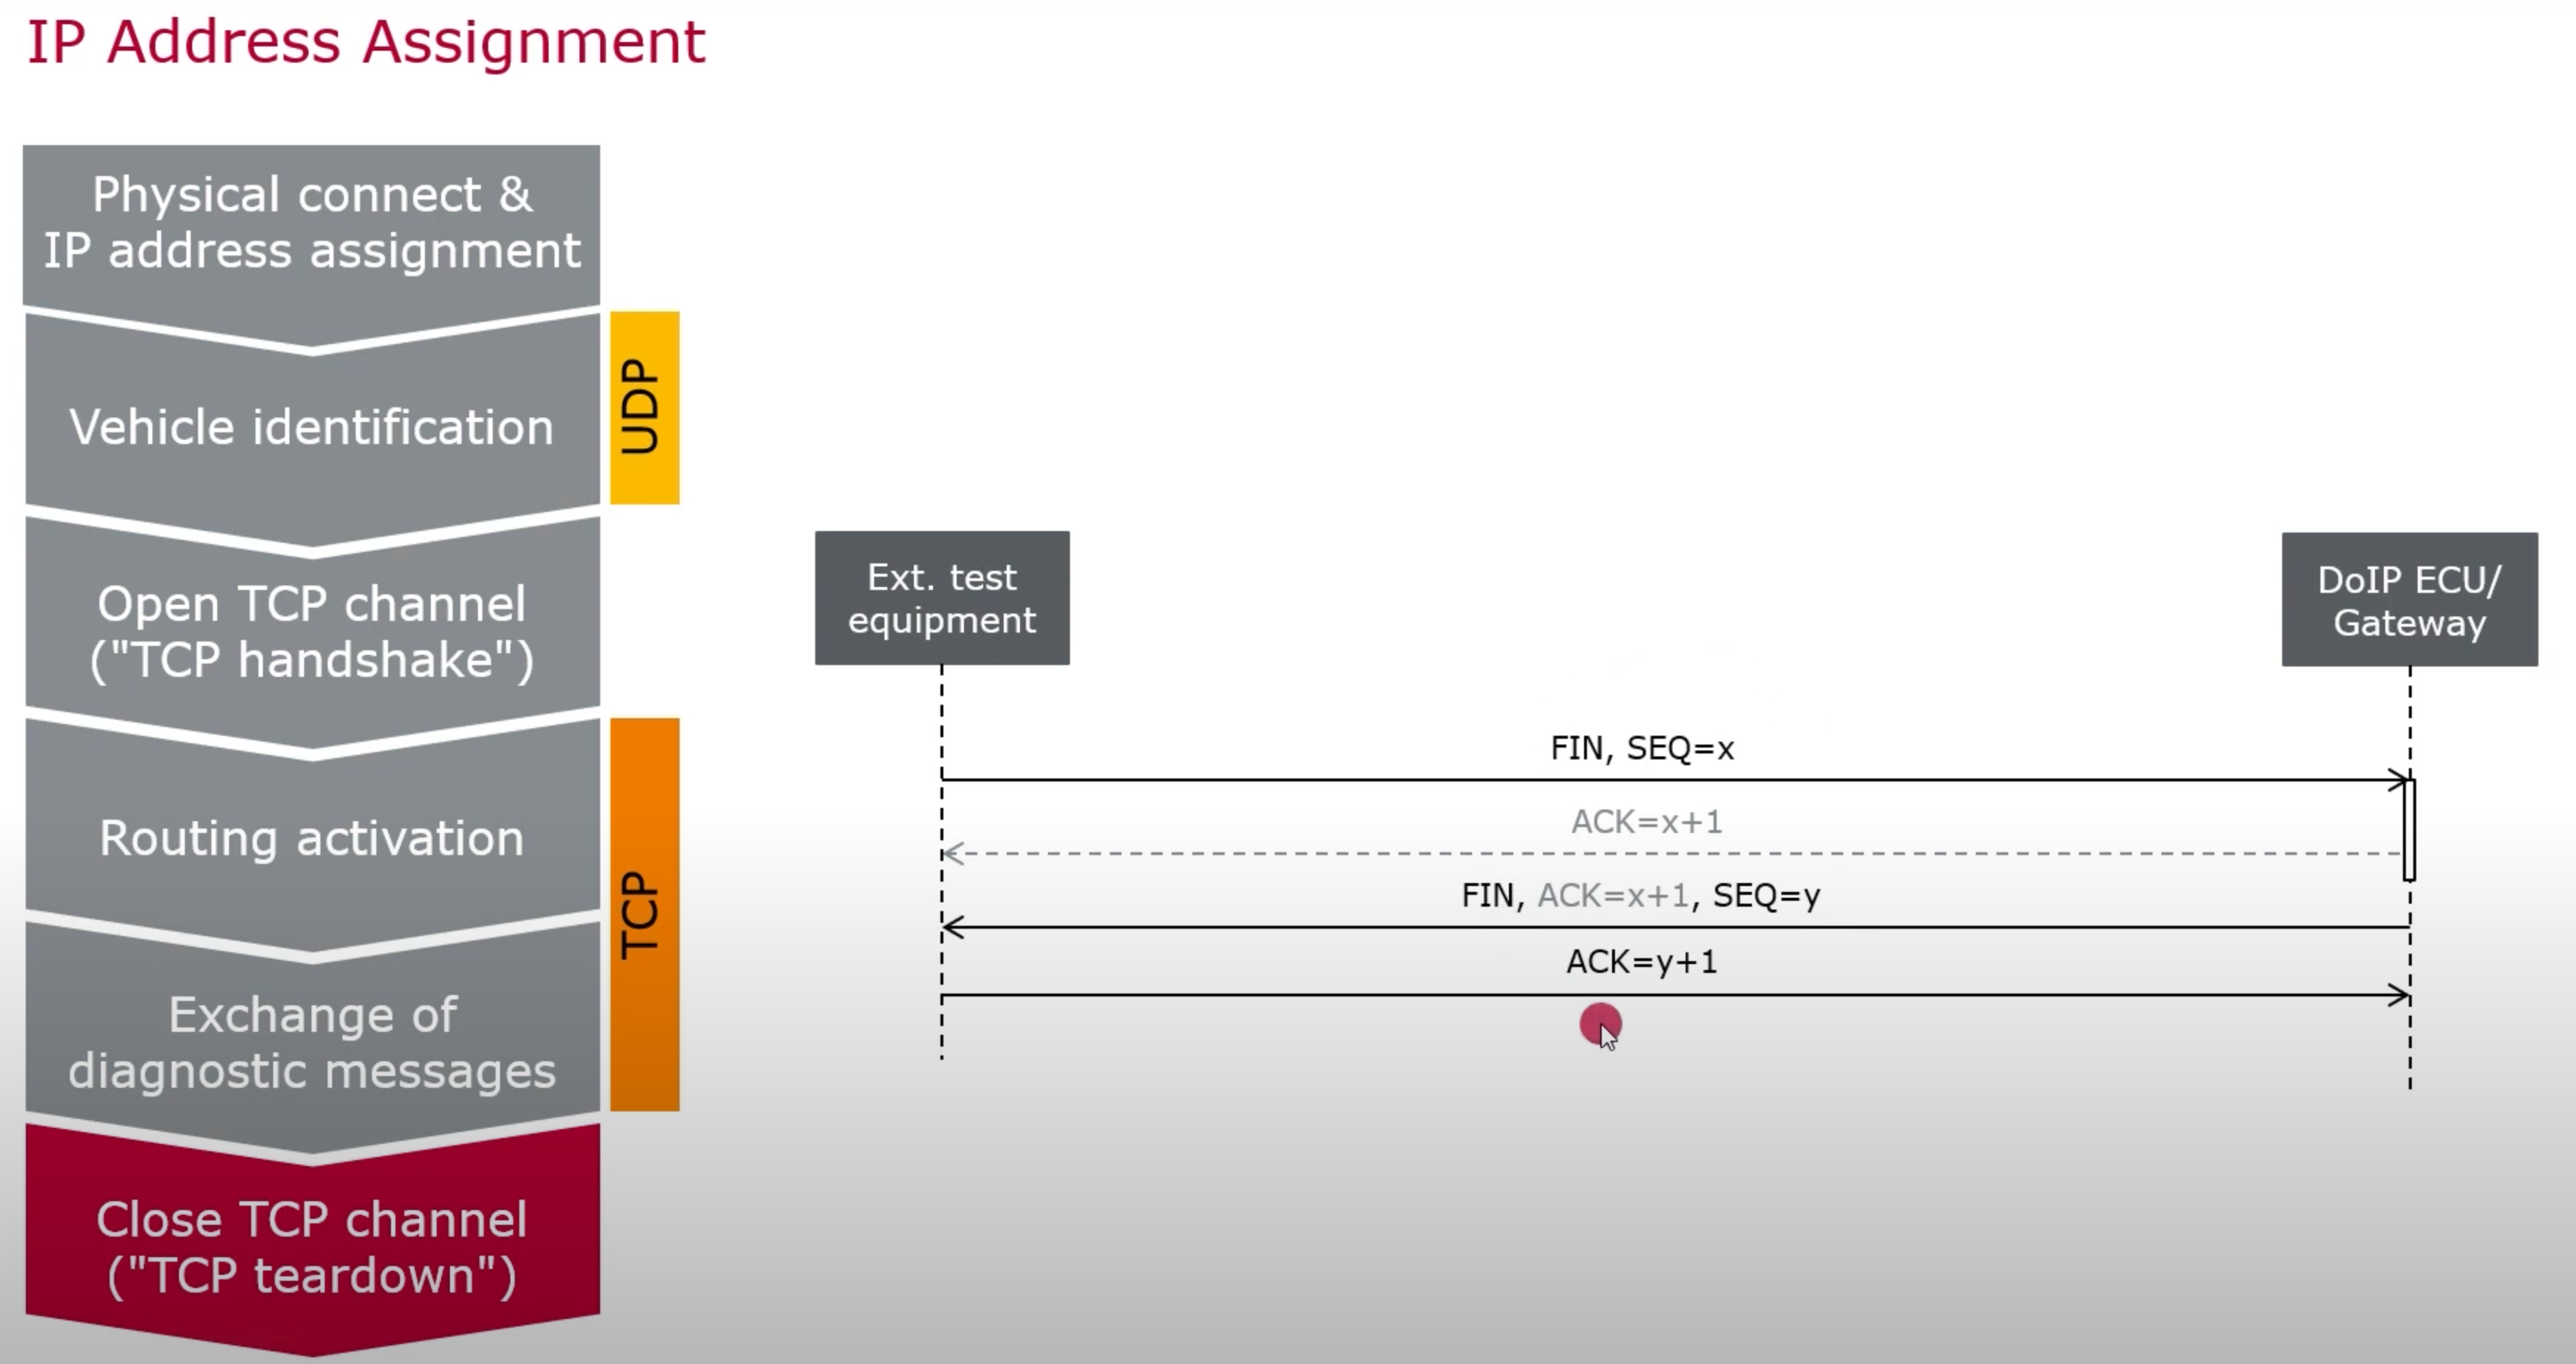 IP Address Assignment
Physical connect &
IP address assignment
Vehicle identification
UDP
Open TCP channel
("TCP handshake")
Routing activation
TCP
Exchange of
diagnostic messages
Close TCP channel
("TCP teardown")
Ext. test
equipment
DoIP ECU/
Gateway
FIN, SEQ=x
ACK=x+1
FIN, ACK=x+1, SEQ=y
ACK=y+1